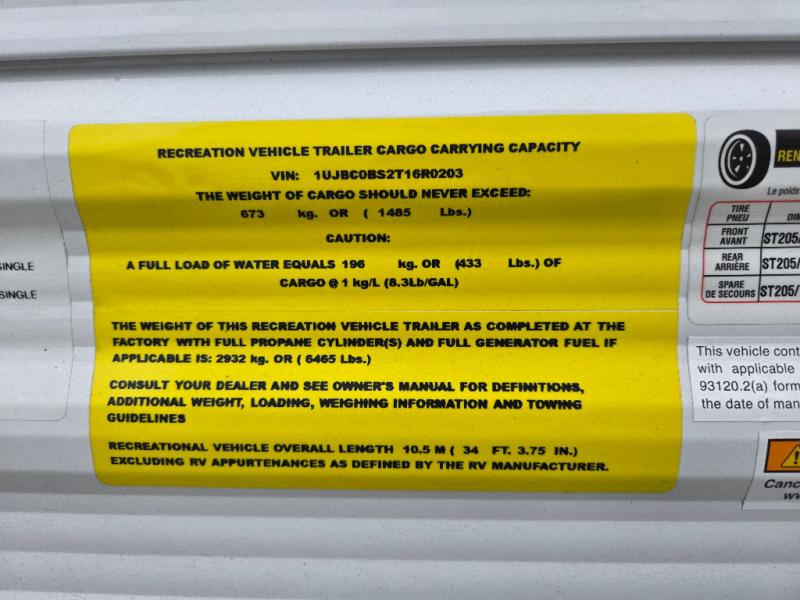 RECREATION VEHICLE TRAILER CARGO CARRYING CAPACITY
VIN: 1UJBC0BS2T16R0203
THE WEIGHT OF CARGO SHOULD NEVER EXCEED:
673 kg. OR ( 1485 Lbs.)
CAUTION:
A FULL LOAD OF WATER EQUALS 196 kg. OR (433 Lbs.) OF
CARGO @ 1 kg/L (8.3Lb/GAL)
THE WEIGHT OF THIS RECREATION VEHICLE TRAILER AS COMPLETED AT THE
FACTORY WITH FULL PROPANE CYLINDER(S) AND FULL GENERATOR FUEL IF
APPLICABLE IS: 2932 kg. OR ( 6465 Lbs.)
CONSULT YOUR DEALER AND SEE OWNER'S MANUAL FOR DEFINITIONS,
ADDITIONAL WEIGHT, LOADING, WEIGHING INFORMATION AND TOWING
GUIDELINES
RECREATIONAL VEHICLE OVERALL LENGTH 10.5 M ( 34 FT. 3.75 IN.)
EXCLUDING RV APPURTENANCES AS DEFINED BY THE RV MANUFACTURER.
SINGLE
SINGLE
Le poids
TIRE
PNEU
FRONT
AVANT ST205/
REAR
ARRIÈRE ST205/
SPARE
DE SECOURS ST205/
This vehicle cont
with applicable
93120.2(a) form
the date of man
Canc
ww